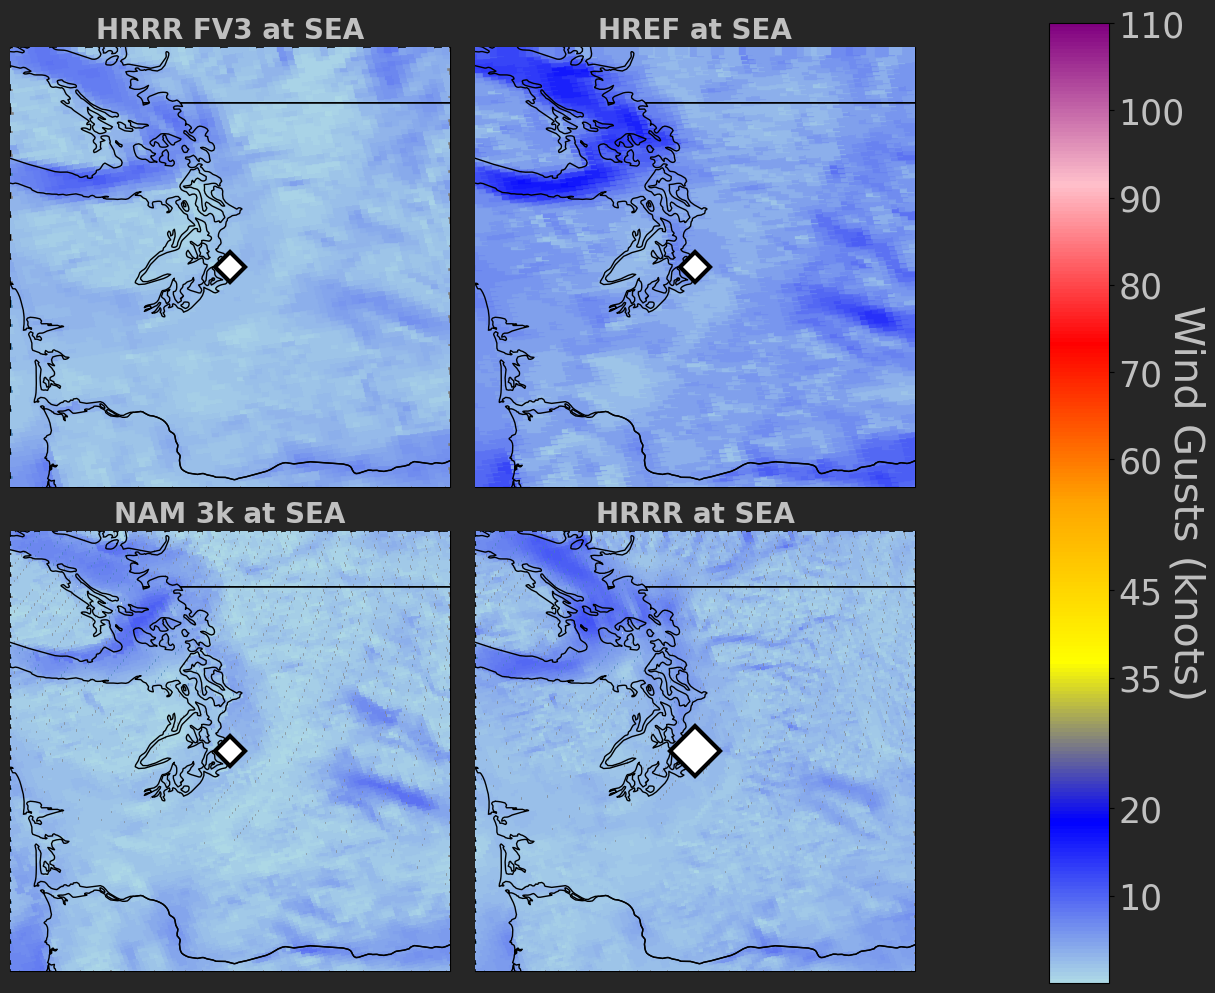 HRRR FV3 at SEA
HREF at SEA
NAM 3k at SEA
HRRR at SEA
110
100
90
80
70
60
45
35
20
10
Wind Gusts (knots)